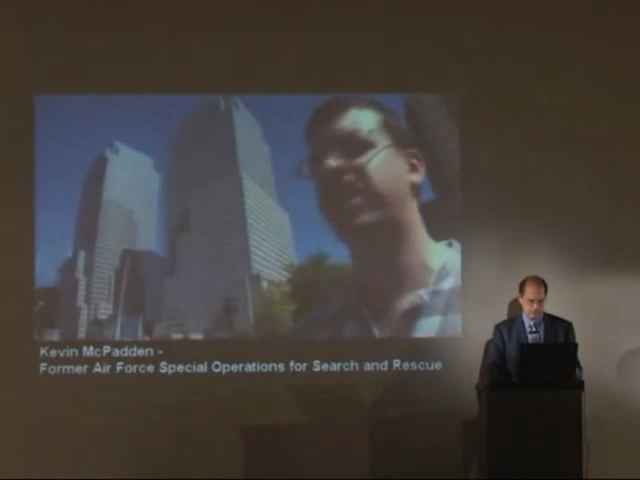 Kevin McPadden -
Former Air Force Special Operations for Search and Rescue